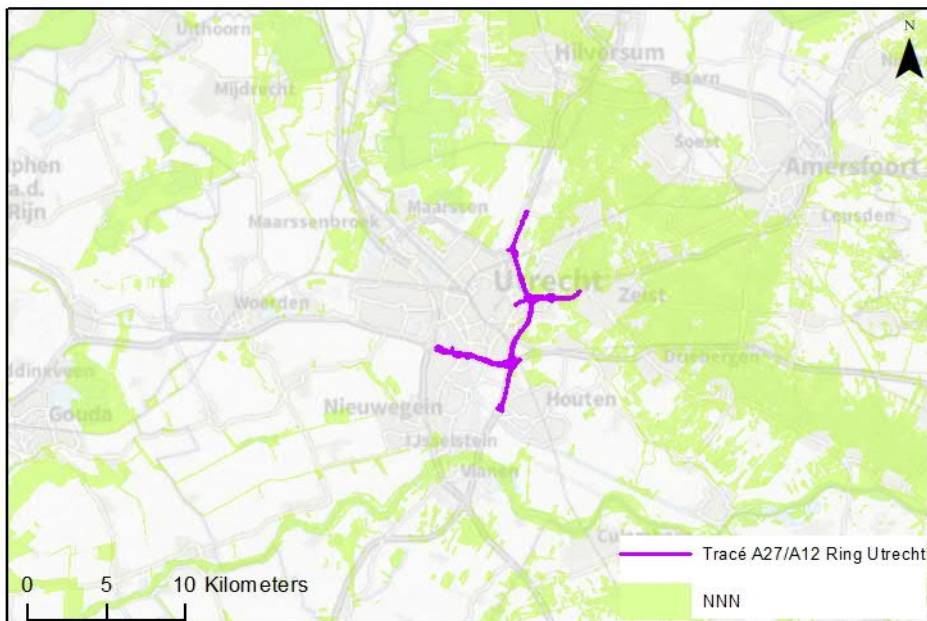 Uithoorn
Hilversum
N
Mijdrecht
Baarn
Soest
Amersfoort
phen
a.d.
Rijn
Maarssen
Maarssenbroek
Leusden
Utrecht
Zeist
Woerden
Driebergen
ddinxveen
Gouda
Nieuwegein
Houten
IJsselstein
Vianen
0 5 10 Kilometers
Tracé A27/A12 Ring Utrecht
NNN